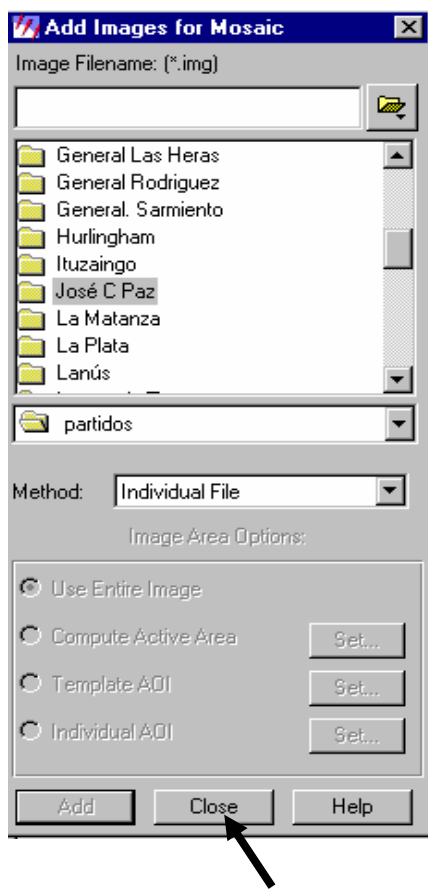 Add Images for Mosaic
Image Filename: (*.img)
General Las Heras
General Rodriguez
General. Sarmiento
Hurlingham
Ituzaingo
José C Paz
La Matanza
La Plata
Lanús
partidos
Method: Individual File
Image Area Options:
Use Entire Image
Compute Active Area Set...
Template AOI Set...
Individual AOI Set...
Add Close Help